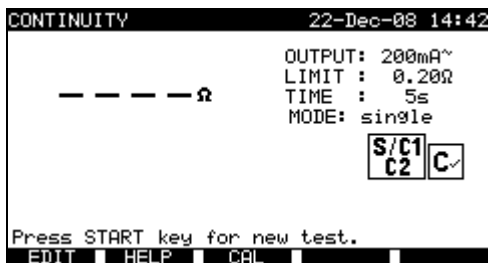 CONTINUITY 22-Dec-08 14:42
OUTPUT: 200mA~
LIMIT : 0.20Ω
– – – – Ω
TIME : 5s
MODE: single
S/C1
C2
C✓
Press START key for new test.
EDIT HELP CAL